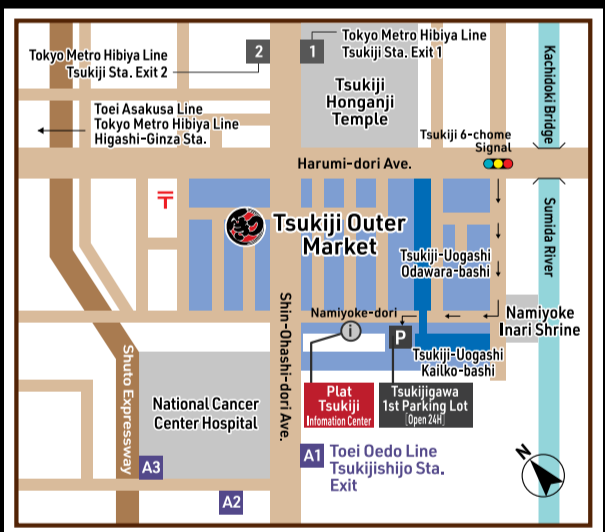 Tokyo Metro Hibiya Line
Tsukiji Sta. Exit 2
2
1
Tokyo Metro Hibiya Line
Tsukiji Sta. Exit 1
Tsukiji
Honganji
Temple
Kachidoki Bridge
Toei Asakusa Line
Tokyo Metro Hibiya Line
Higashi-Ginza Sta.
Tsukiji 6-chome
Signal
Harumi-dori Ave.
〒
Tsukiji Outer
Market
Sumida River
Tsukiji-Uogashi
Odawara-bashi
Shin-Ohashi-dori Ave.
Namiyoke-dori
i
P
Namiyoke
Inari Shrine
Tsukiji-Uogashi
Kailko-bashi
Shuto Expressway
National Cancer
Center Hospital
Plat
Tsukiji
Infomation Center
Tsukijigawa
1st Parking Lot
[Open 24H]
A3
A2
A1
Toei Oedo Line
Tsukijishijo Sta.
Exit
N